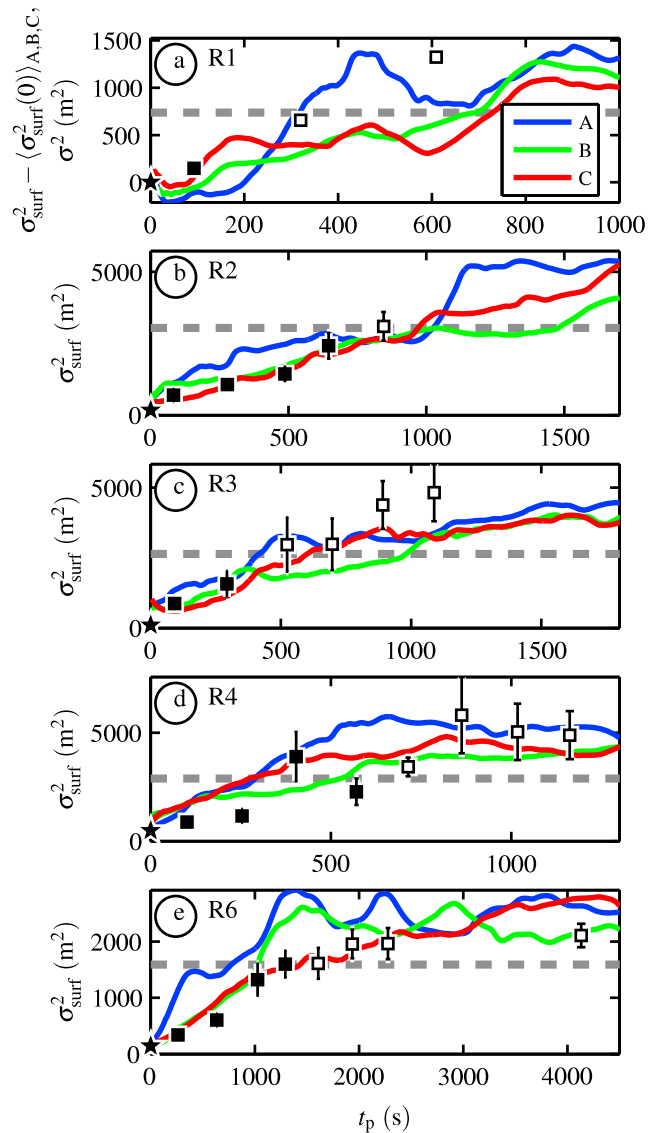 σ²surf − ⟨σ²surf(0)⟩A,B,C,
σ² (m²)
a R1
1500
1000
500
0
A
B
C
0 200 400 600 800 1000
b R2
σ²surf (m²)
5000
0
0 500 1000 1500
c R3
σ²surf (m²)
5000
0
0 500 1000 1500
d R4
σ²surf (m²)
5000
0
0 500 1000
e R6
σ²surf (m²)
2000
1000
0
0 1000 2000 3000 4000
tp (s)